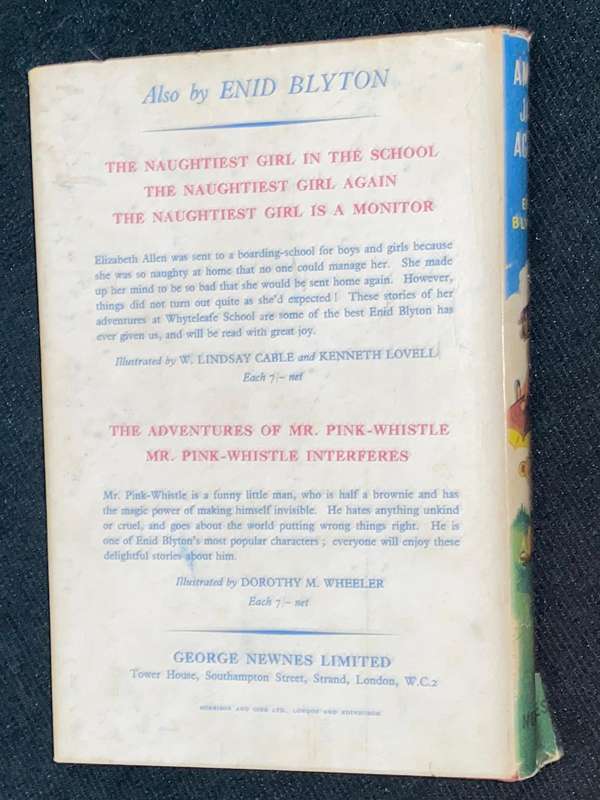 Also by ENID BLYTON
THE NAUGHTIEST GIRL IN THE SCHOOL
THE NAUGHTIEST GIRL AGAIN
THE NAUGHTIEST GIRL IS A MONITOR
Elizabeth Allen was sent to a boarding-school for boys and girls because
she was so naughty at home that no one could manage her. She made
up her mind to be so bad that she would be sent home again. However,
things did not turn out quite as she'd expected! These stories of her
adventures at Whyteleafe School are some of the best Enid Blyton has
ever given us, and will be read with great joy.
Illustrated by W. LINDSAY CABLE and KENNETH LOVELL
Each 7/- net
THE ADVENTURES OF MR. PINK-WHISTLE
MR. PINK-WHISTLE INTERFERES
Mr. Pink-Whistle is a funny little man, who is half a brownie and has
the magic power of making himself invisible. He hates anything unkind
or cruel, and goes about the world putting wrong things right. He is
one of Enid Blyton's most popular characters; everyone will enjoy these
delightful stories about him.
Illustrated by DOROTHY M. WHEELER
Each 7/- net
GEORGE NEWNES LIMITED
Tower House, Southampton Street, Strand, London, W.C.2
MORRISON AND GIBB LTD., LONDON AND EDINBURGH